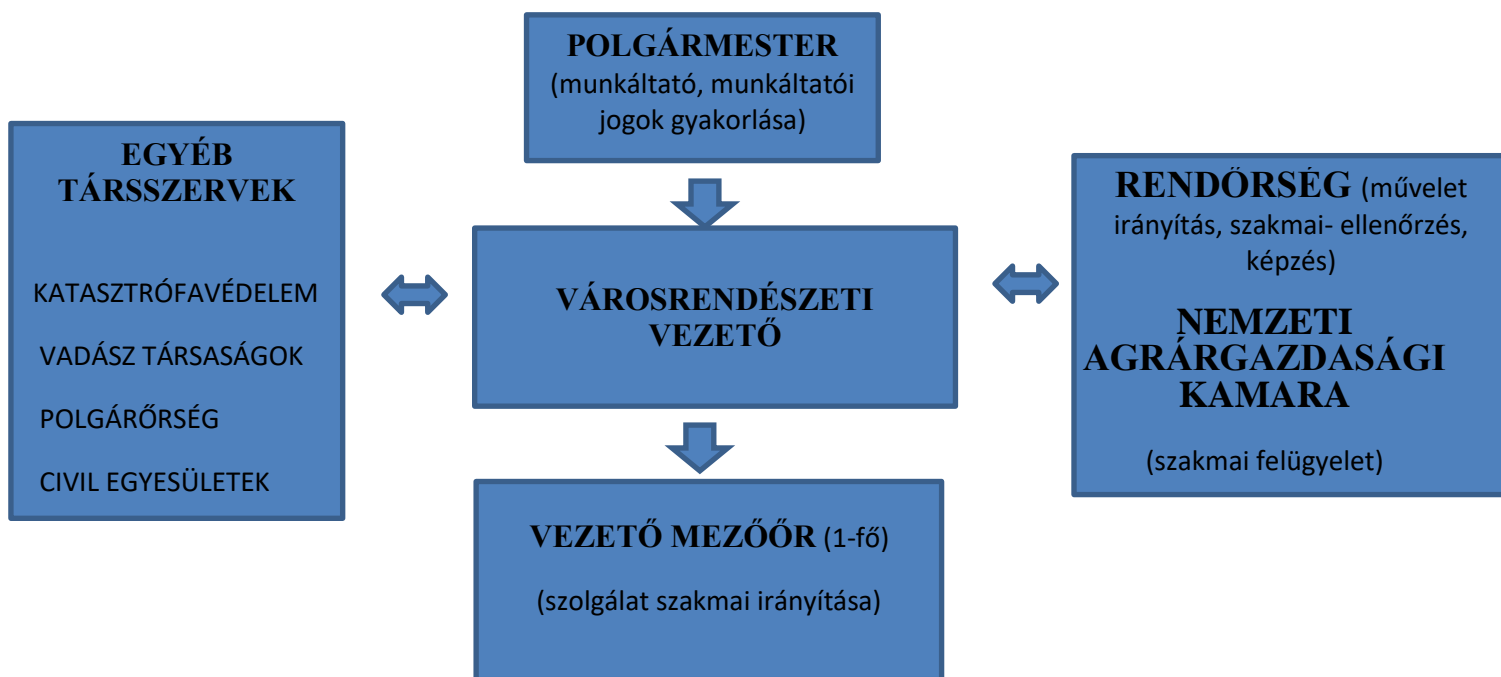 POLGÁRMESTER
(munkáltató, munkáltatói
jogok gyakorlása)
EGYÉB
TÁRSSZERVEK
KATASZTRÓFAVÉDELEM
VADÁSZ TÁRSASÁGOK
POLGÁRŐRSÉG
CIVIL EGYESÜLETEK
VÁROSRENDÉSZETI
VEZETŐ
RENDŐRSÉG (művelet
irányítás, szakmai- ellenőrzés,
képzés)
NEMZETI
AGRÁRGAZDASÁGI
KAMARA
(szakmai felügyelet)
VEZETŐ MEZŐŐR (1-fő)
(szolgálat szakmai irányítása)